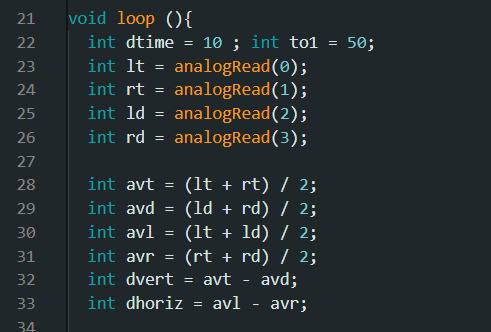 21 void loop (){
22 int dtime = 10 ; int to1 = 50;
23 int lt = analogRead(0);
24 int rt = analogRead(1);
25 int ld = analogRead(2);
26 int rd = analogRead(3);
27
28 int avt = (lt + rt) / 2;
29 int avd = (ld + rd) / 2;
30 int avl = (lt + ld) / 2;
31 int avr = (rt + rd) / 2;
32 int dvert = avt - avd;
33 int dhoriz = avl - avr;
34